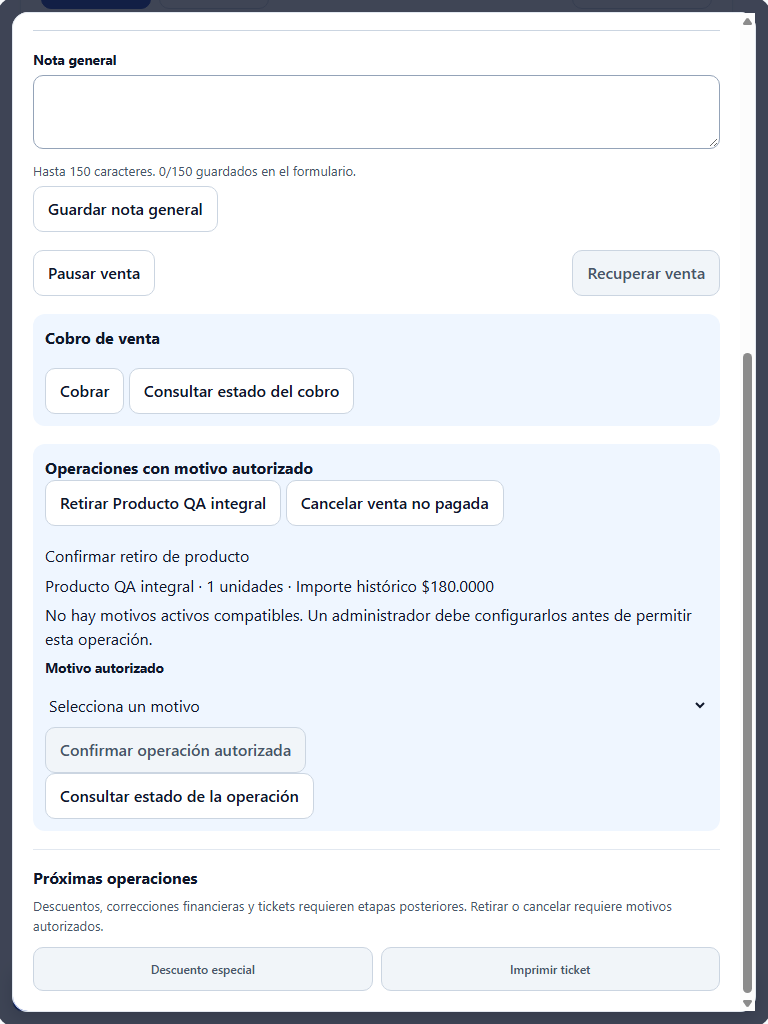 Nota general
Hasta 150 caracteres. 0/150 guardados en el formulario.
Guardar nota general
Pausar venta
Recuperar venta
Cobro de venta
Cobrar
Consultar estado del cobro
Operaciones con motivo autorizado
Retirar Producto QA integral
Cancelar venta no pagada
Confirmar retiro de producto
Producto QA integral · 1 unidades · Importe histórico $180.0000
No hay motivos activos compatibles. Un administrador debe configurarlos antes de permitir
esta operación.
Motivo autorizado
Selecciona un motivo
Confirmar operación autorizada
Consultar estado de la operación
Próximas operaciones
Descuentos, correcciones financieras y tickets requieren etapas posteriores. Retirar o cancelar requiere motivos
autorizados.
Descuento especial
Imprimir ticket